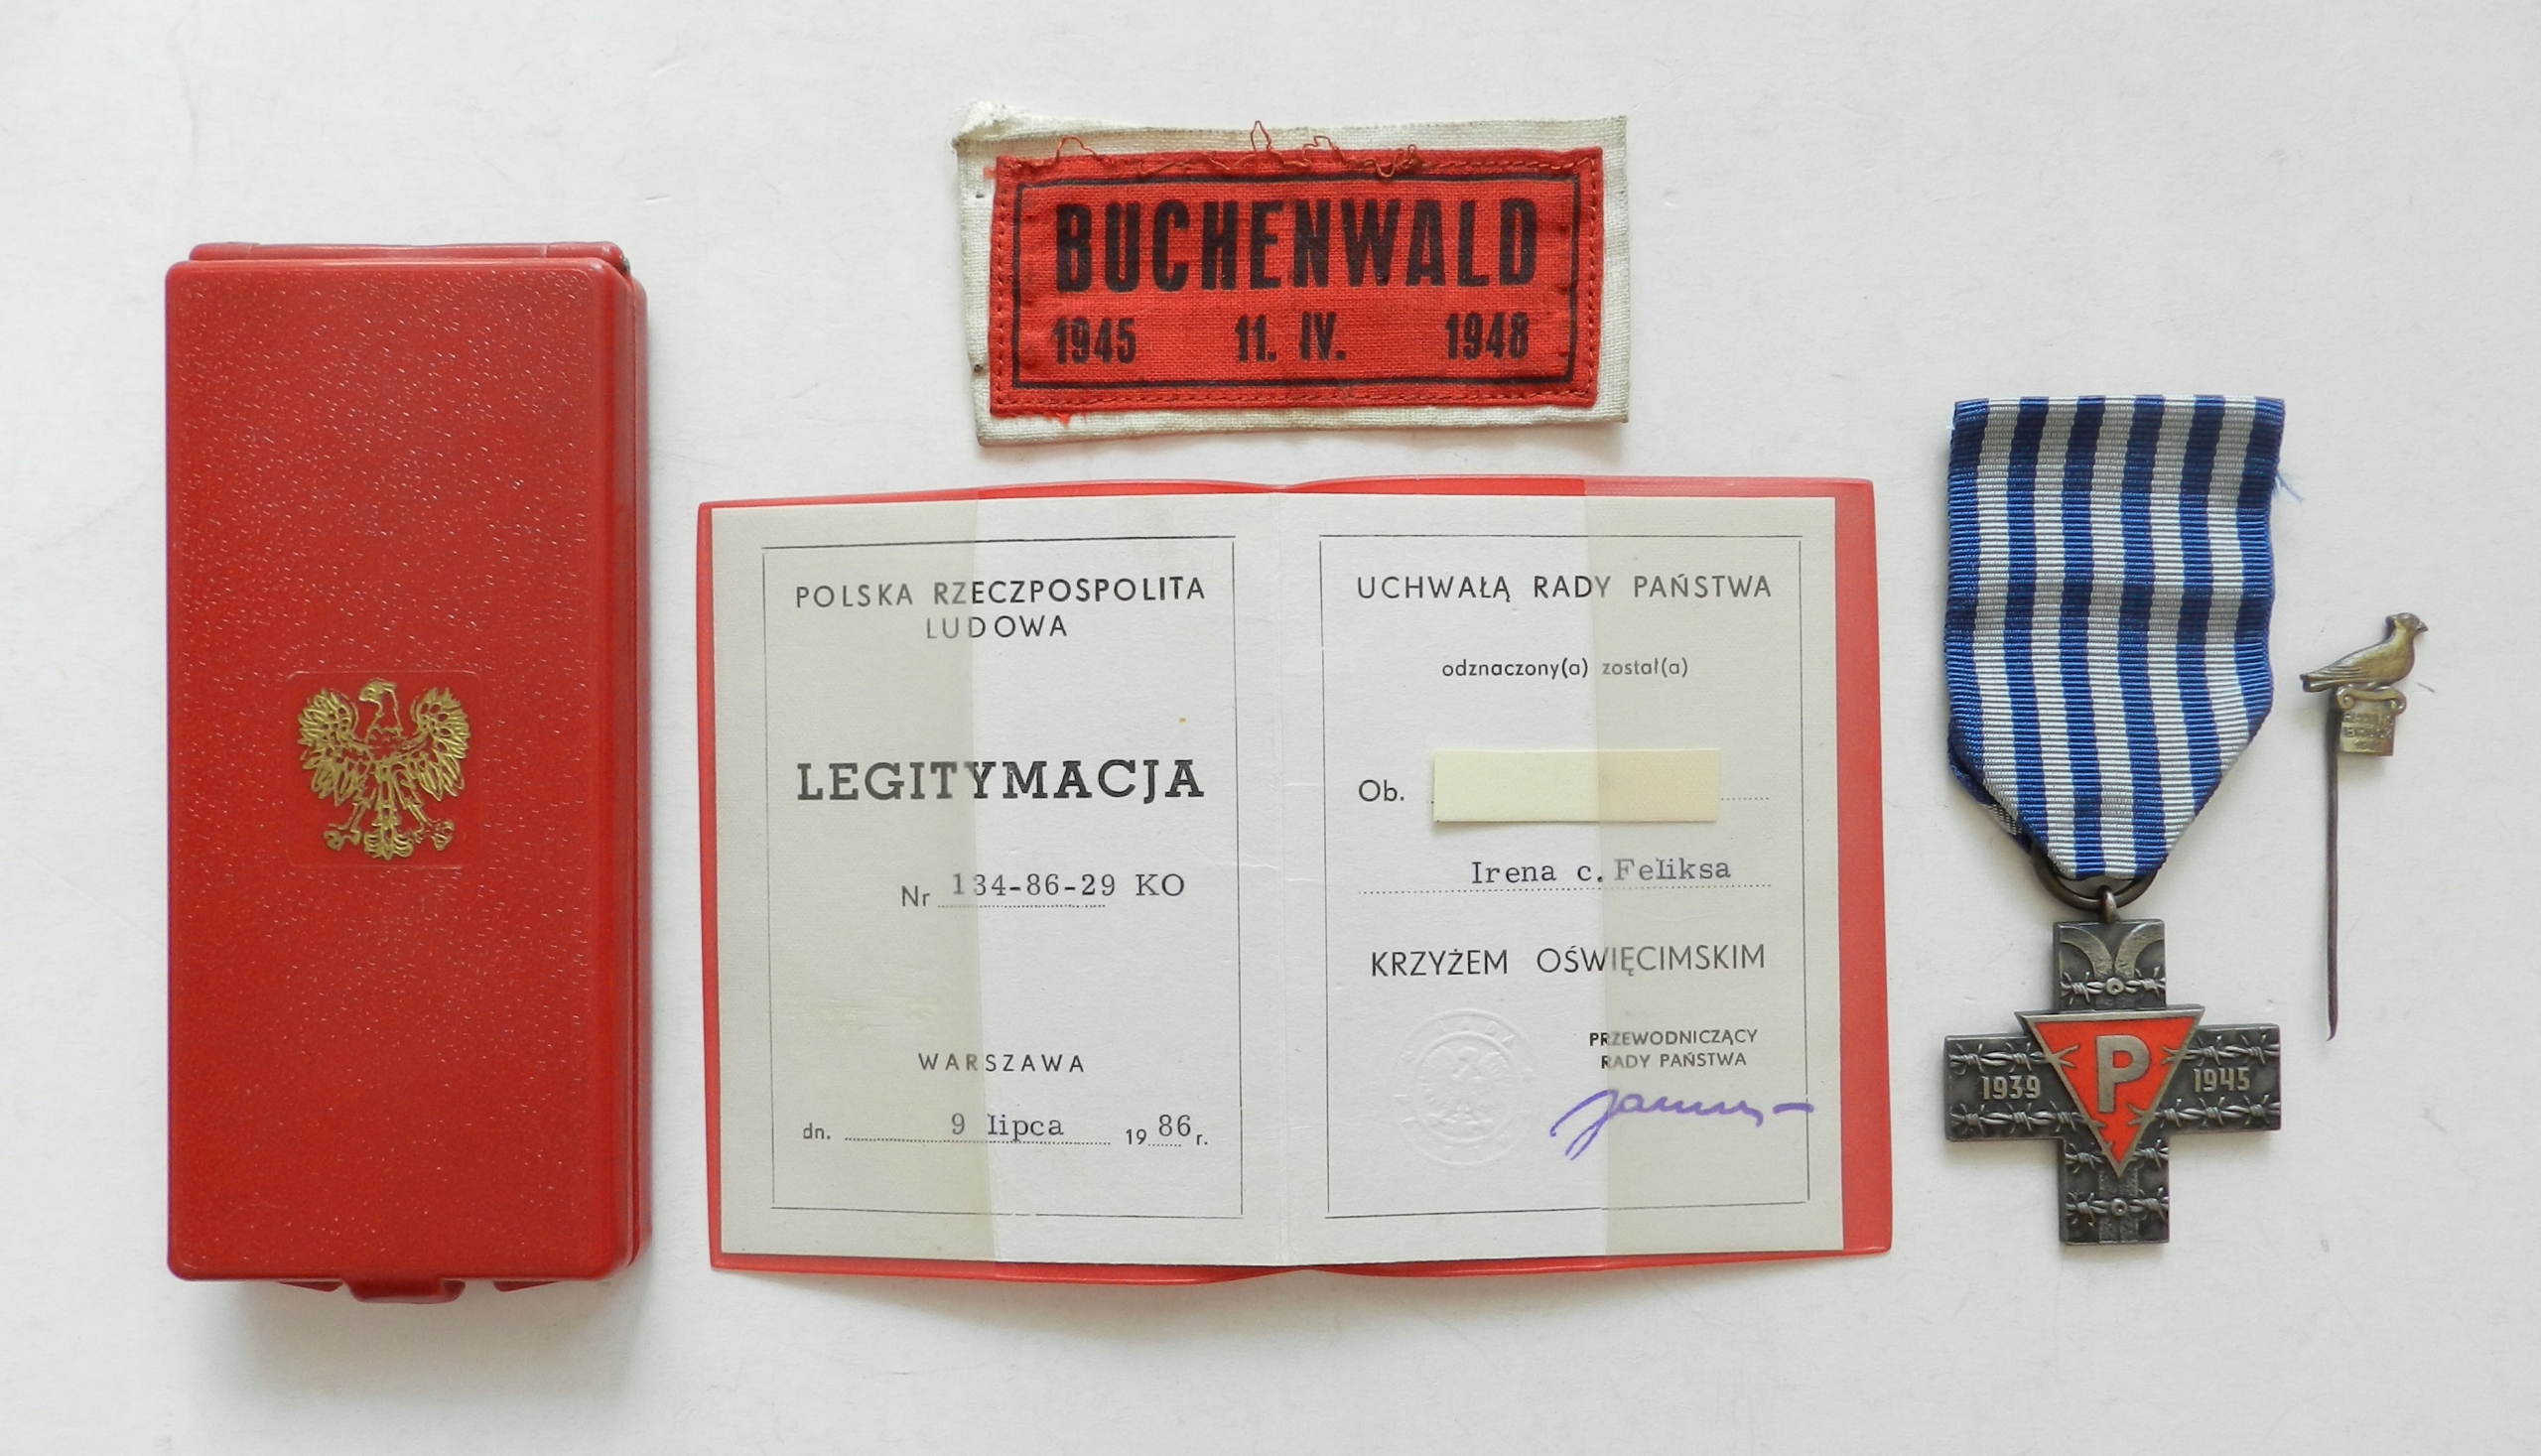 BUCHENWALD
1945 11. IV. 1948
POLSKA RZECZPOSPOLITA
LUDOWA
LEGITYMACJA
Nr 134-86-29 KO
WARSZAWA
dn. 9 lipca 1986 r.
UCHWAŁĄ RADY PAŃSTWA
odznaczony(a) został(a)
Ob.
Irena c. Feliksa
KRZYŻEM OŚWIĘCIMSKIM
PRZEWODNICZĄCY
RADY PAŃSTWA
1939 P 1945